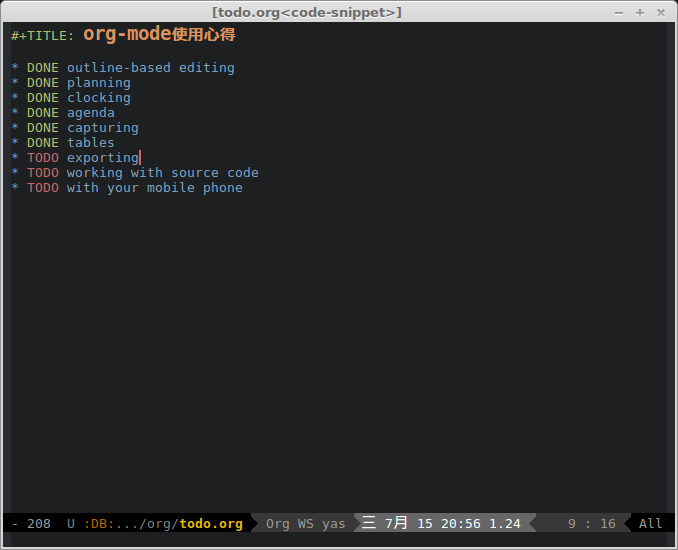 [todo.org<code-snippet>]
#+TITLE: org-mode使用心得
* DONE outline-based editing
* DONE planning
* DONE clocking
* DONE agenda
* DONE capturing
* DONE tables
* TODO exporting
* TODO working with source code
* TODO with your mobile phone
- 208 U :DB:.../org/todo.org Org WS yas 三 7月 15 20:56 1.24 9 : 16 All